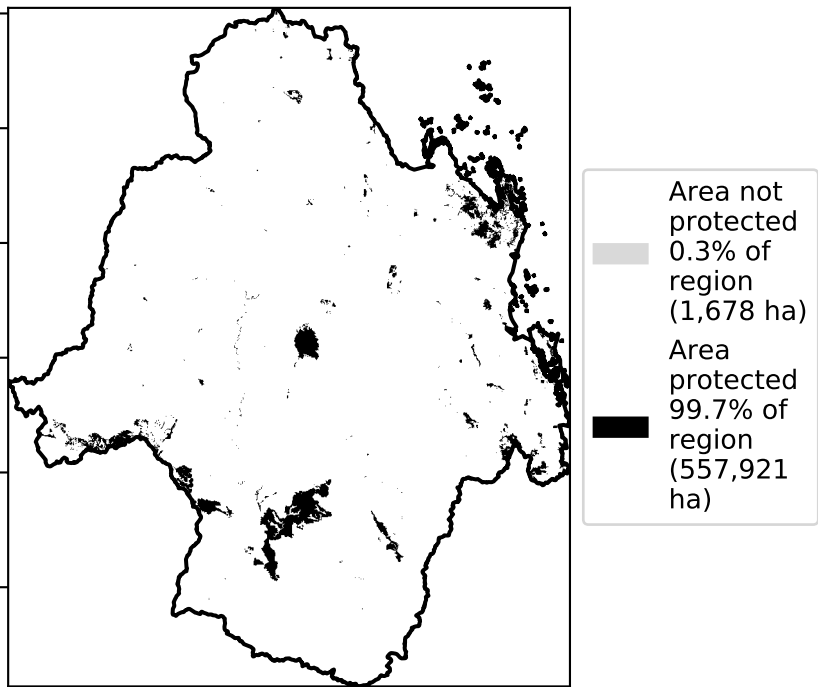 Area not
protected
0.3% of
region
(1,678 ha)
Area
protected
99.7% of
region
(557,921
ha)